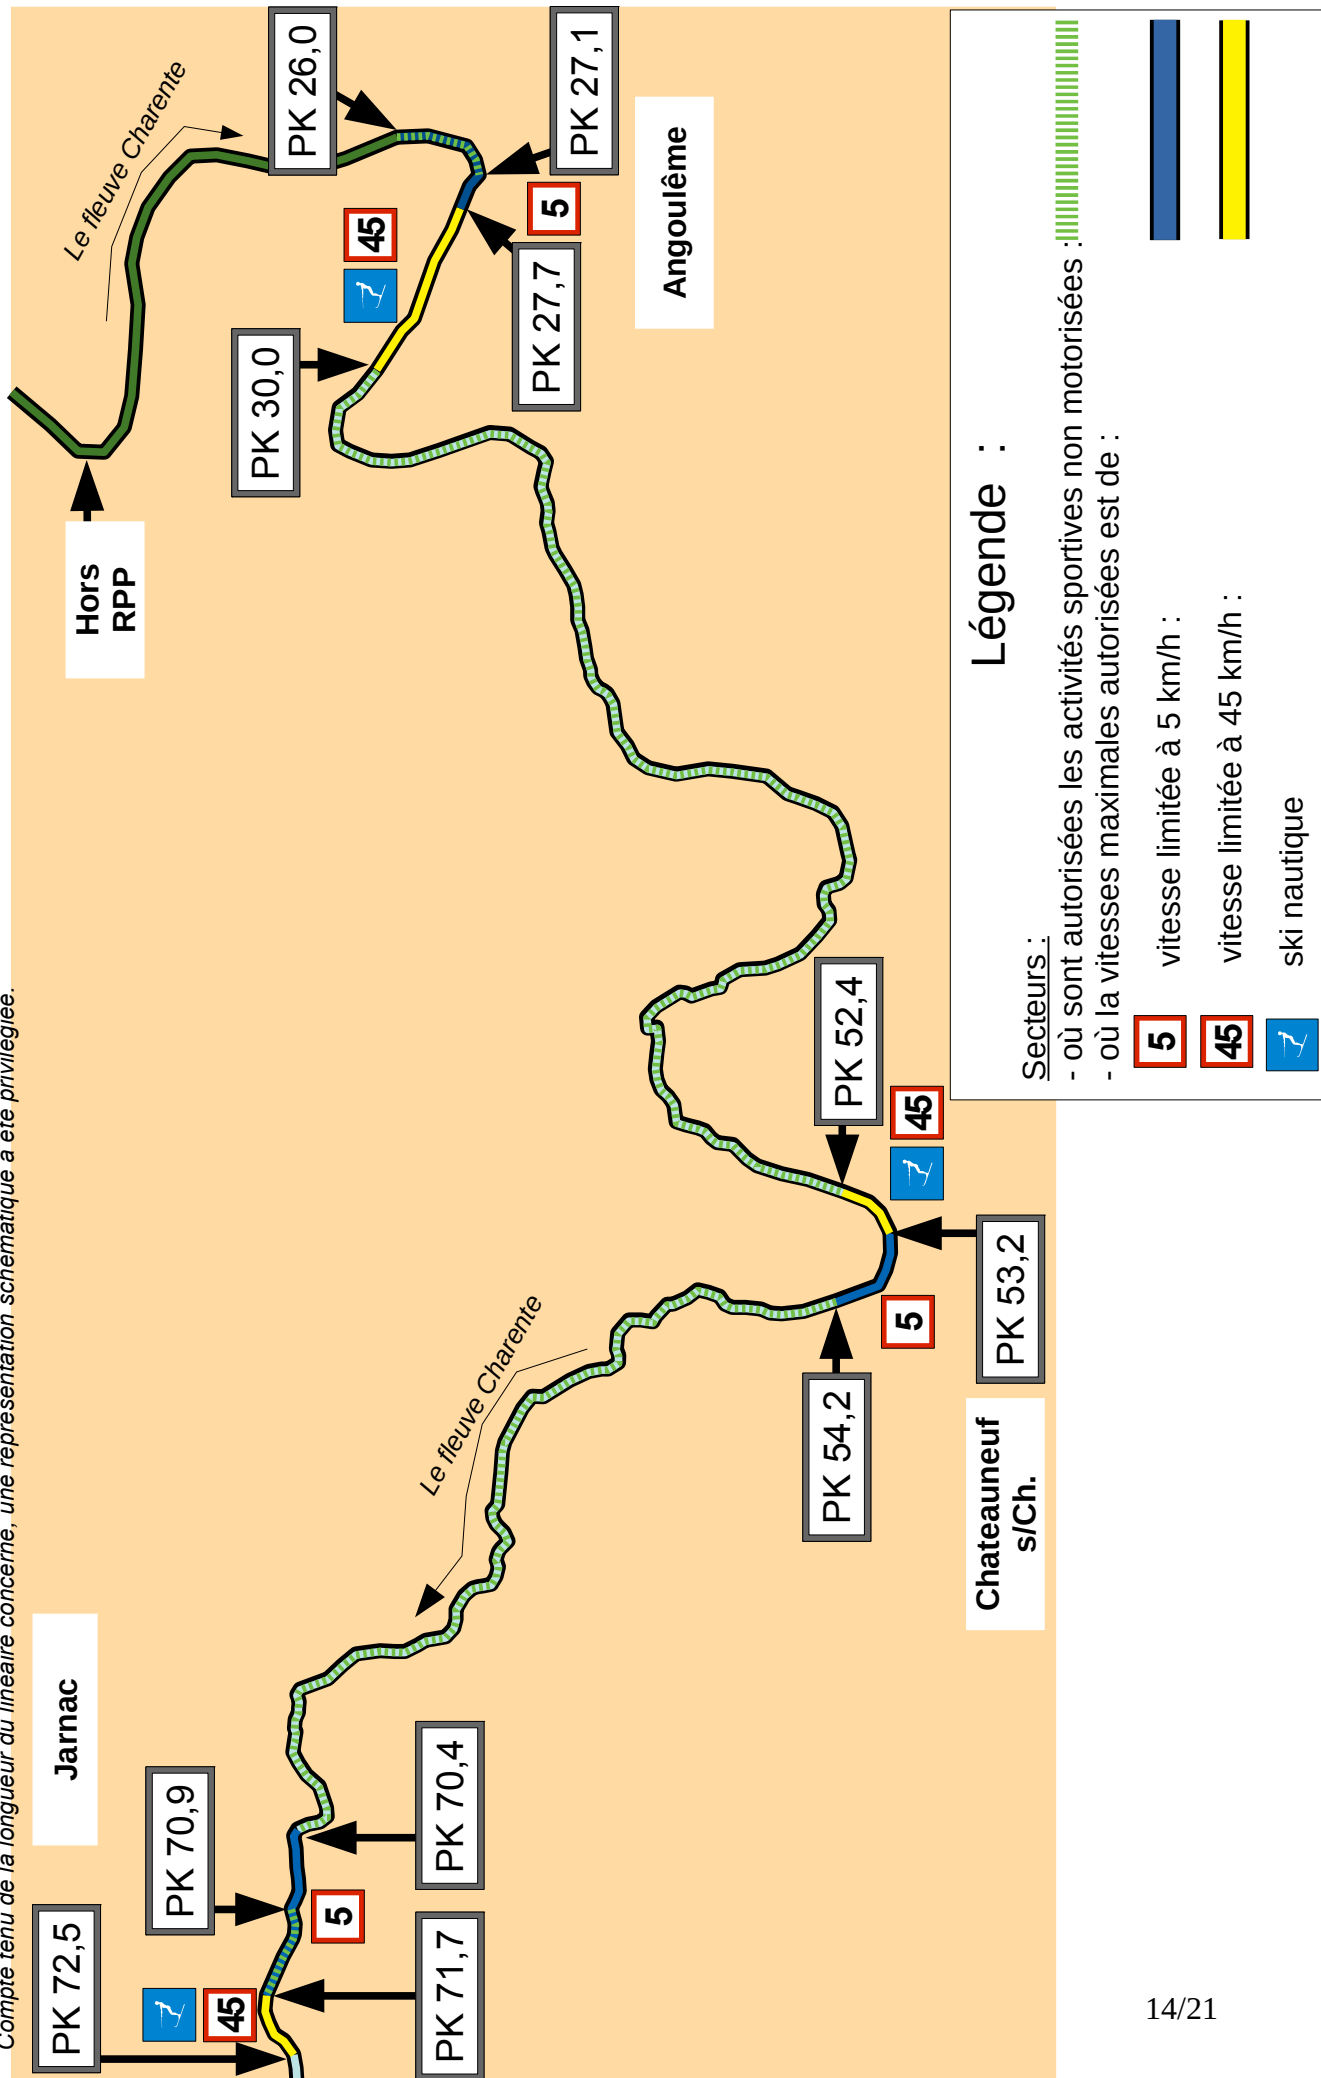 Compte tenu de la longueur du linéaire concerné, une représentation schématique a été privilégiée.
Jarnac
PK 72,5
45
PK 70,9
5
PK 71,7
PK 70,4
Le fleuve Charente
PK 54,2
5
Chateauneuf
s/Ch.
PK 53,2
PK 52,4
45
Hors
RPP
Le fleuve Charente
PK 30,0
45
PK 26,0
PK 27,7
5
PK 27,1
Angoulême
Légende :
Secteurs :
- où sont autorisées les activités sportives non motorisées :
- où la vitesses maximales autorisées est de :
5 vitesse limitée à 5 km/h :
45 vitesse limitée à 45 km/h :
ski nautique
14/21